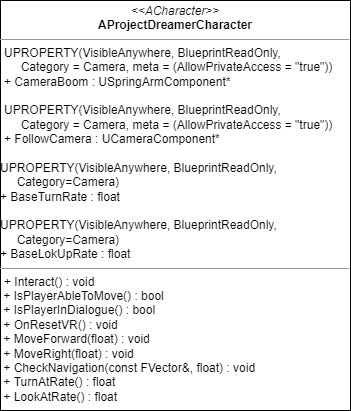 <<ACharacter>>
AProjectDreamerCharacter
UPROPERTY(VisibleAnywhere, BlueprintReadOnly,
Category = Camera, meta = (AllowPrivateAccess = "true"))
+ CameraBoom : USpringArmComponent*
UPROPERTY(VisibleAnywhere, BlueprintReadOnly,
Category = Camera, meta = (AllowPrivateAccess = "true"))
+ FollowCamera : UCameraComponent*
UPROPERTY(VisibleAnywhere, BlueprintReadOnly,
Category=Camera)
+ BaseTurnRate : float
UPROPERTY(VisibleAnywhere, BlueprintReadOnly,
Category=Camera)
+ BaseLokUpRate : float
+ Interact() : void
+ IsPlayerAbleToMove() : bool
+ IsPlayerInDialogue() : bool
+ OnResetVR() : void
+ MoveForward(float) : void
+ MoveRight(float) : void
+ CheckNavigation(const FVector&, float) : void
+ TurnAtRate() : float
+ LookAtRate() : float